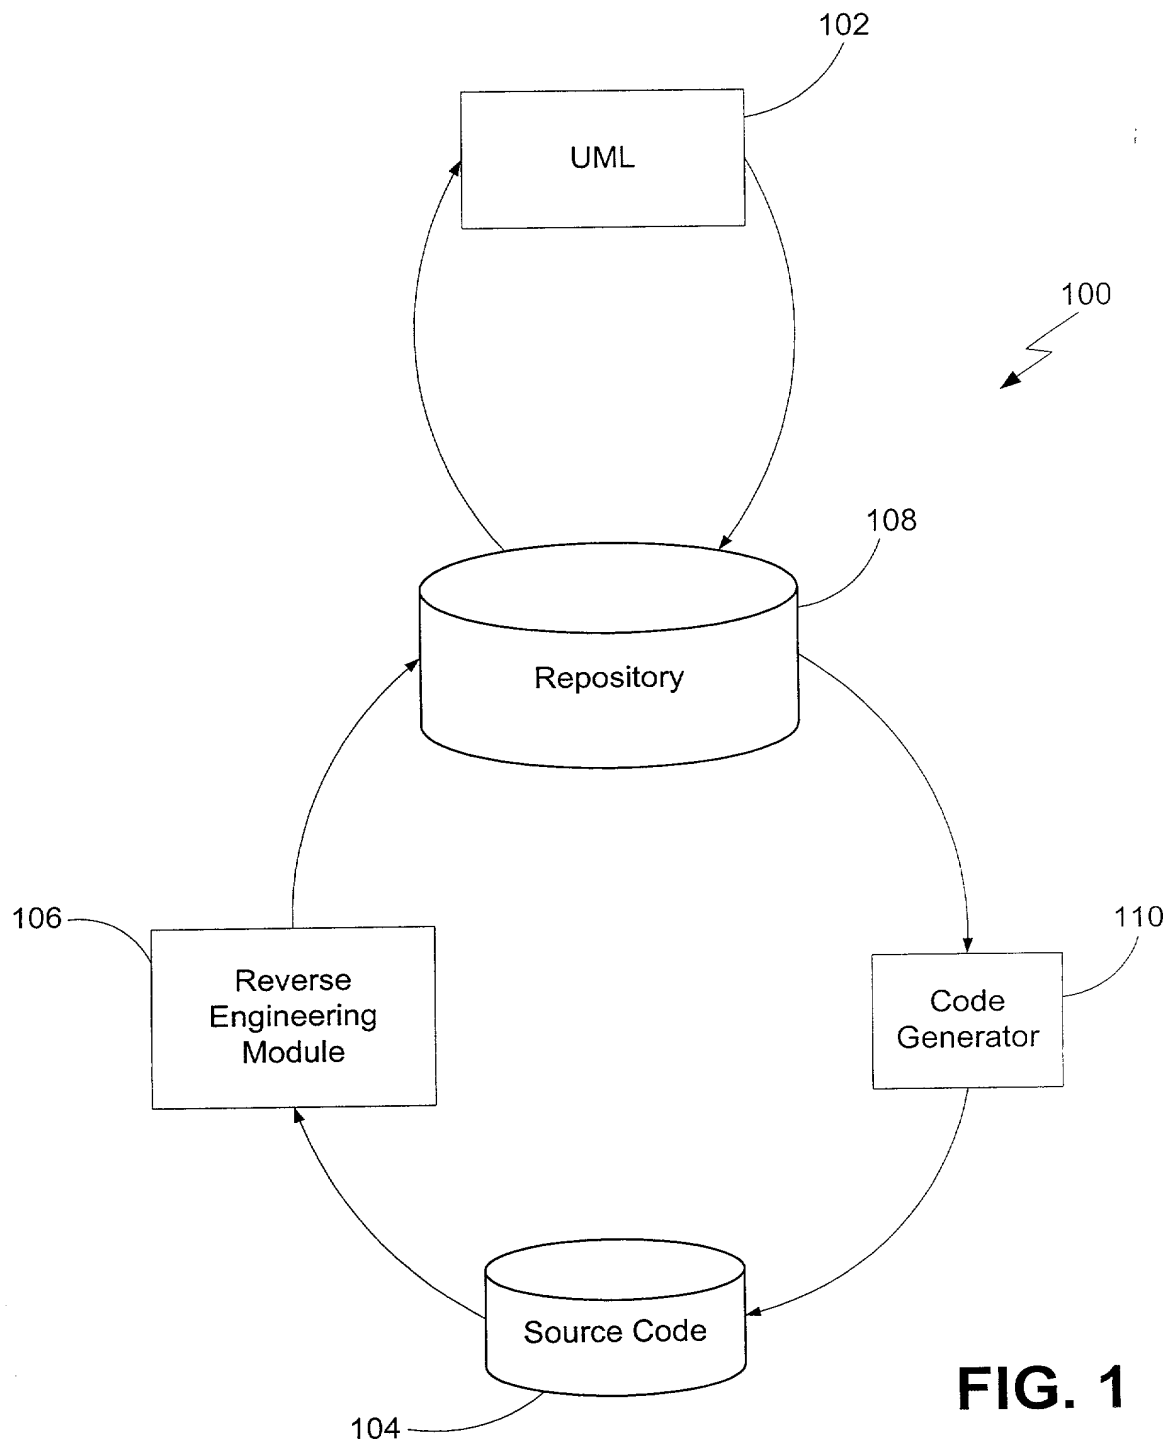 102
UML
100
108
Repository
106
110
Reverse
Engineering
Module
Code
Generator
Source Code
FIG. 1
104